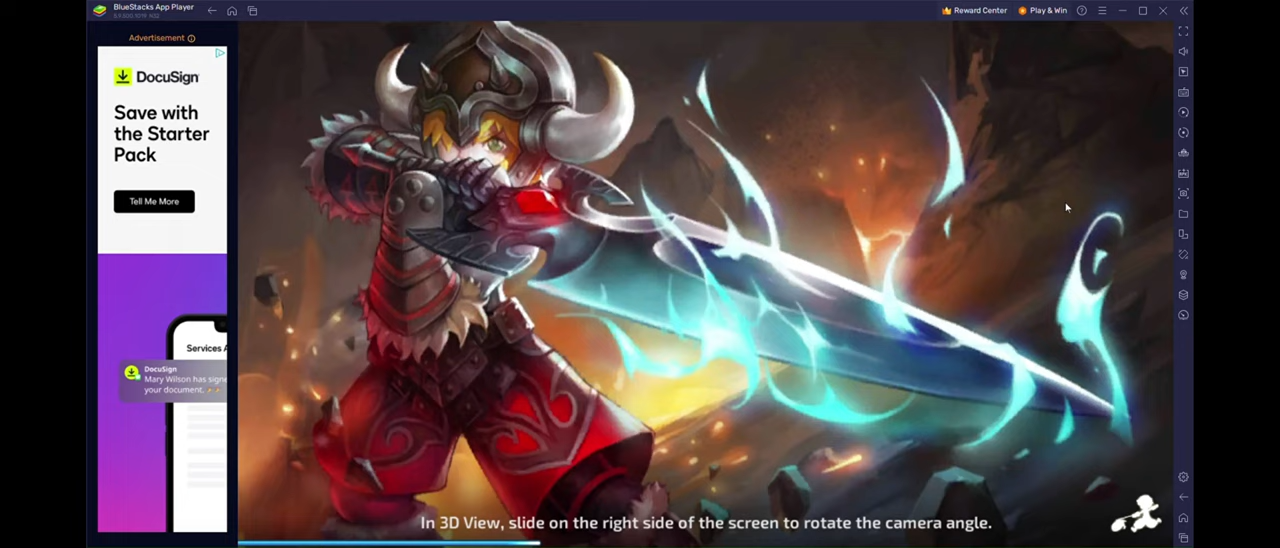 BlueStacks App Player
Reward Center
Play & Win
Advertisement
DocuSign
Save with
the Starter
Pack
Tell Me More
Services A
DocuSign
Mary Wilson has signe
your document.
In 3D View, slide on the right side of the screen to rotate the camera angle.